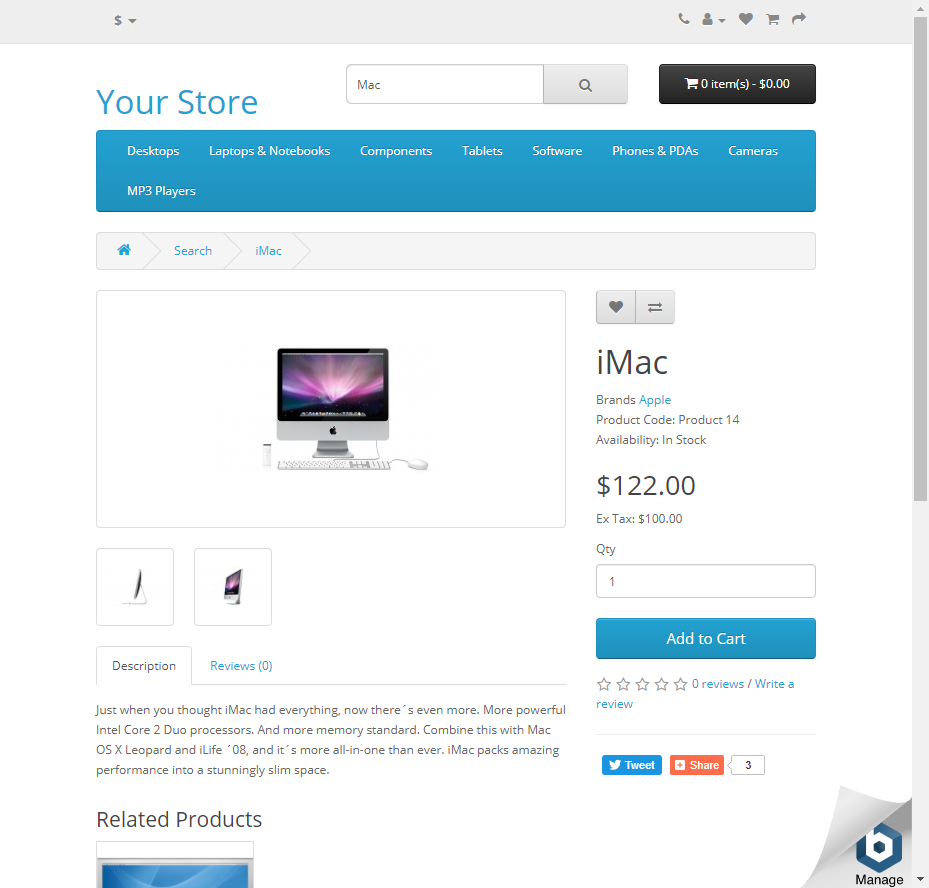 $
Your Store
Mac
0 item(s) - $0.00
Desktops Laptops & Notebooks Components Tablets Software Phones & PDAs Cameras
MP3 Players
Search iMac
iMac
Brands Apple
Product Code: Product 14
Availability: In Stock
$122.00
Ex Tax: $100.00
Qty
1
Add to Cart
0 reviews / Write a
review
Tweet Share 3
Description Reviews (0)
Just when you thought iMac had everything, now there´s even more. More powerful
Intel Core 2 Duo processors. And more memory standard. Combine this with Mac
OS X Leopard and iLife ´08, and it´s more all-in-one than ever. iMac packs amazing
performance into a stunningly slim space.
Related Products
Manage